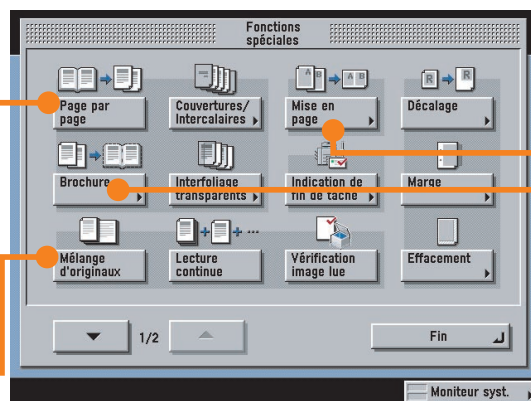 Fonctions
spéciales
Page par
page
Couvertures/
Intercalaires
Mise en
page
Décalage
Brochure
Interfoliage
transparents
Indication de
fin de tâche
Marge
Mélange
d'originaux
Lecture
continue
Vérification
image lue
Effacement
1/2
Fin
Moniteur syst.